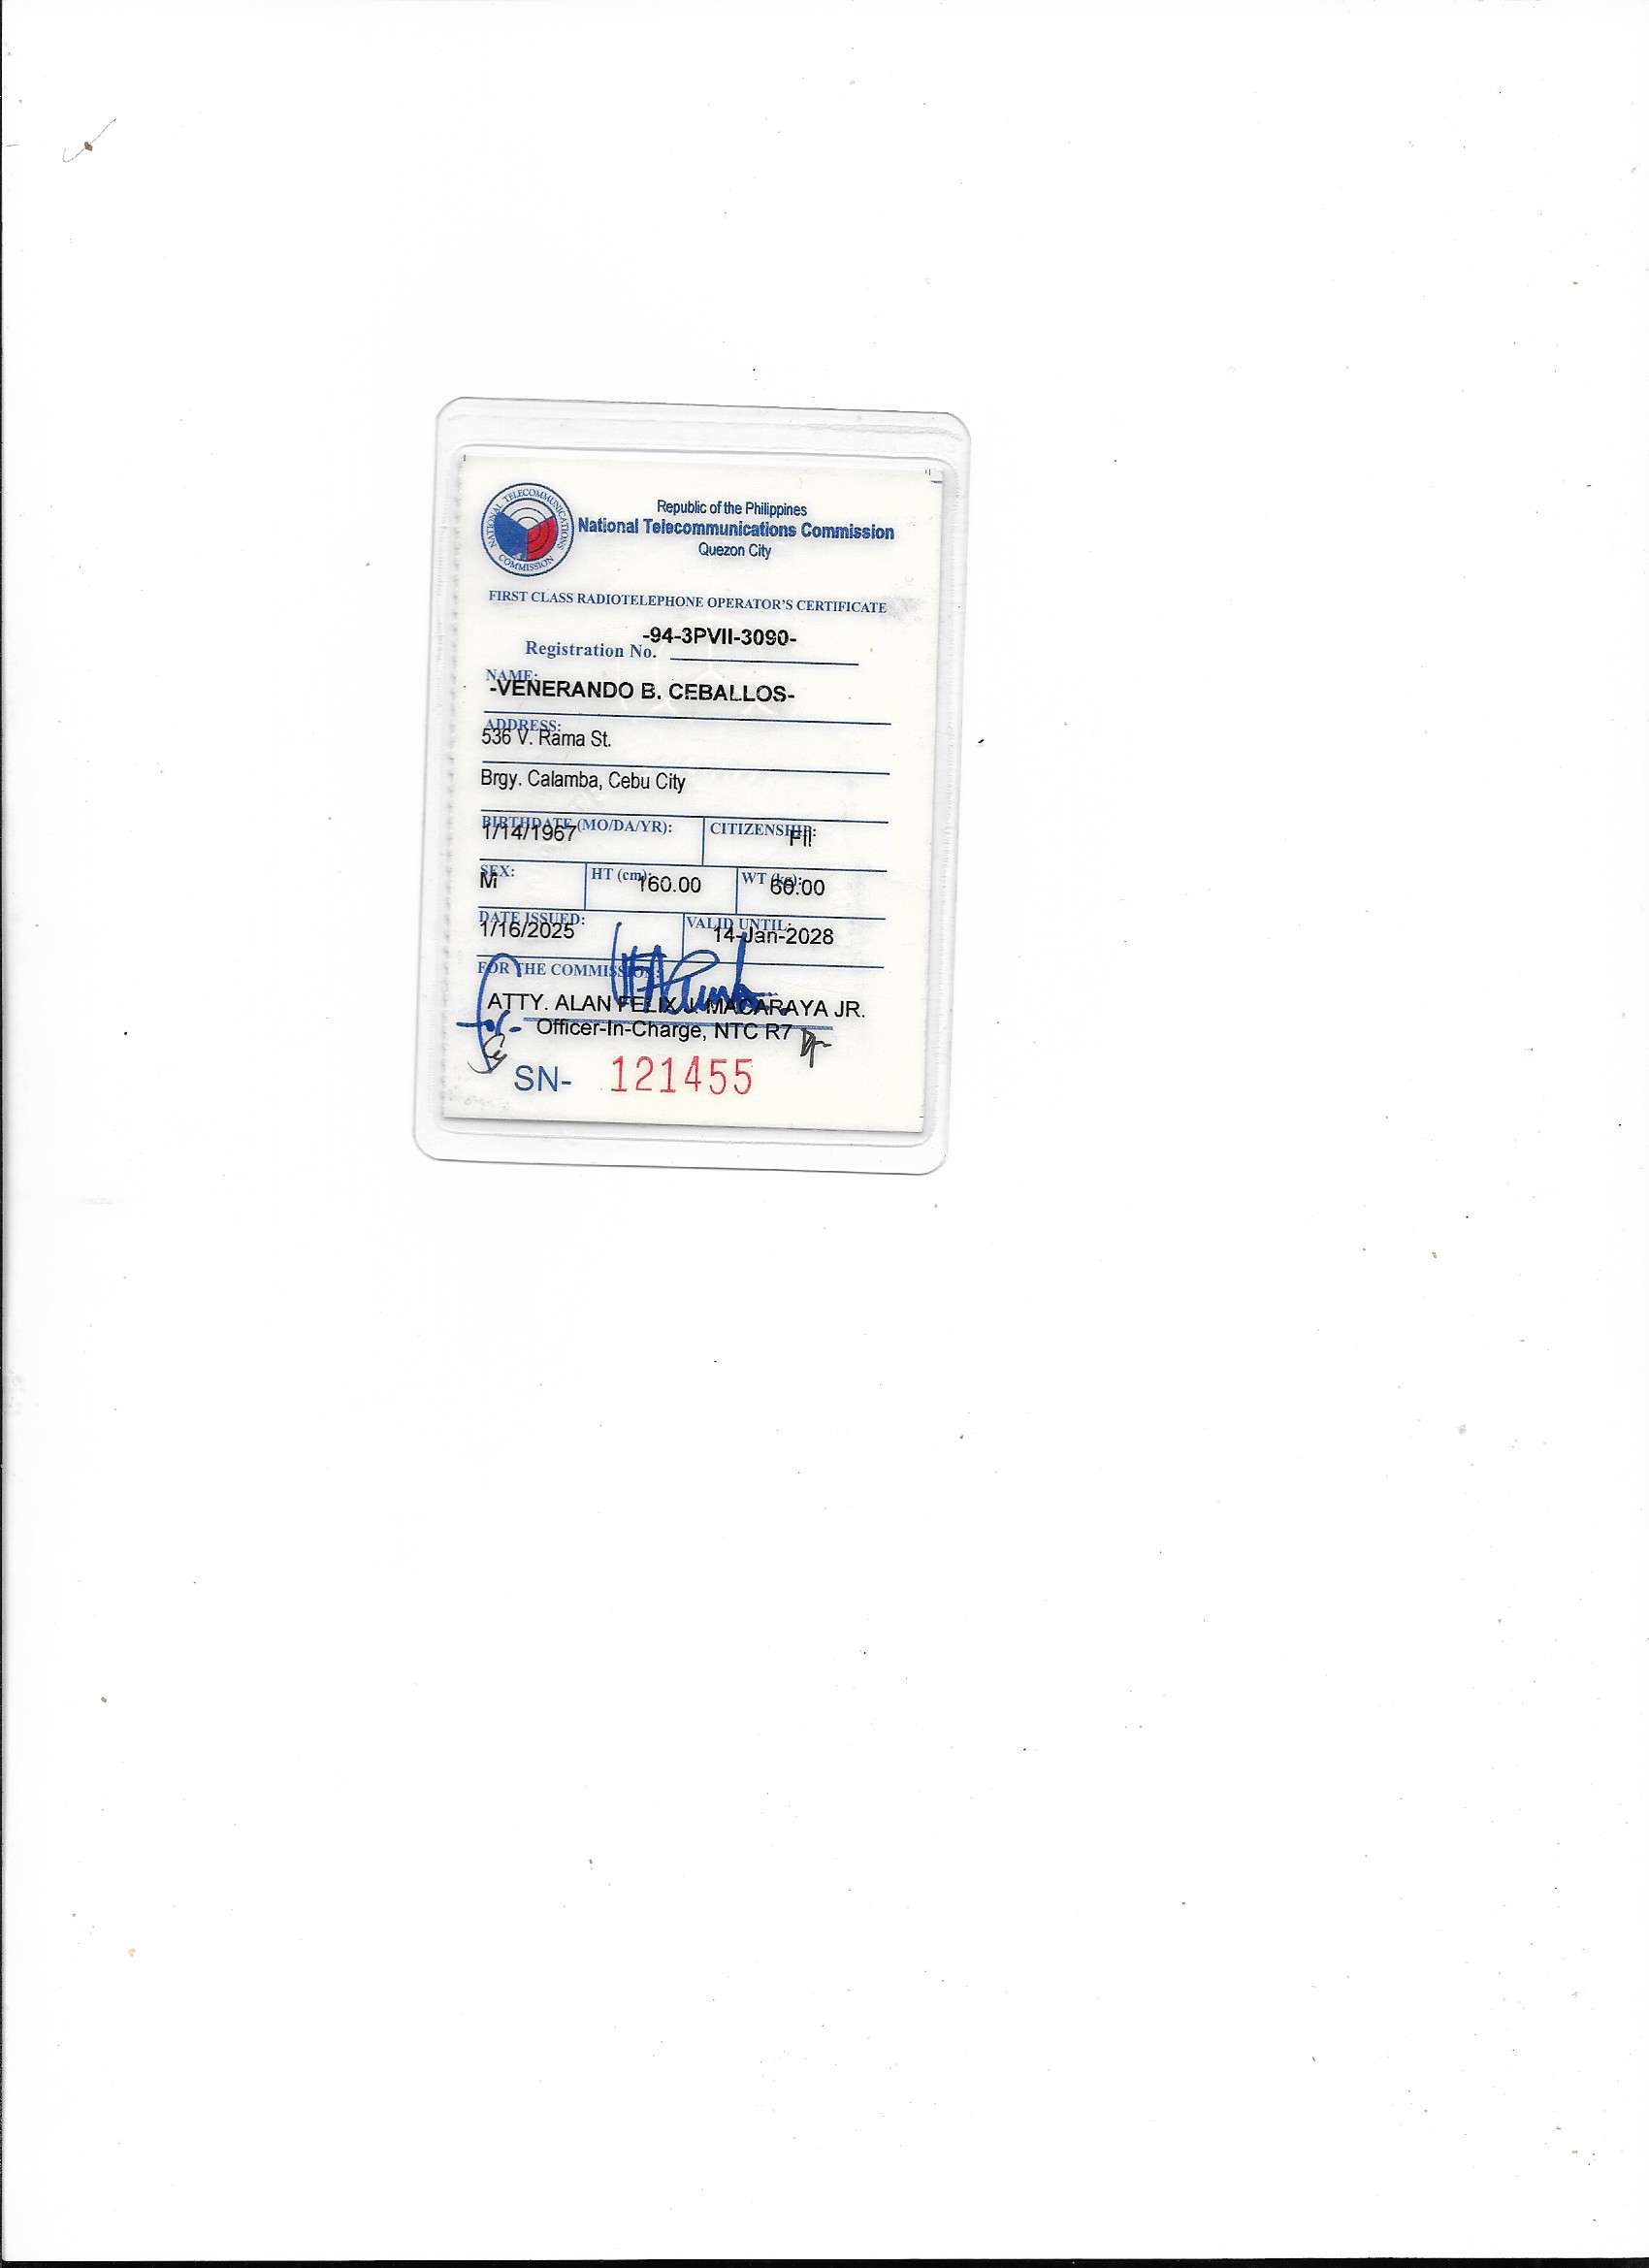 NATIONAL TELECOMMUNICATIONS COMMISSION
Republic of the Philippines
National Telecommunications Commission
Quezon City
FIRST CLASS RADIOTELEPHONE OPERATOR'S CERTIFICATE
-94-3PVII-3090-
Registration No.
NAME:
-VENERANDO B. CEBALLOS-
ADDRESS:
536 V. Rama St.
Brgy. Calamba, Cebu City
BIRTHDATE (MO/DA/YR): CITIZENSHIP:
1/14/1967 Fil
SEX: HT (cm): WT (kg):
M 160.00 60.00
DATE ISSUED: VALID UNTIL:
1/16/2025 14-Jan-2028
FOR THE COMMISSION:
ATTY. ALAN FELIX J. MACARAYA JR.
for- Officer-In-Charge, NTC R7
SN- 121455